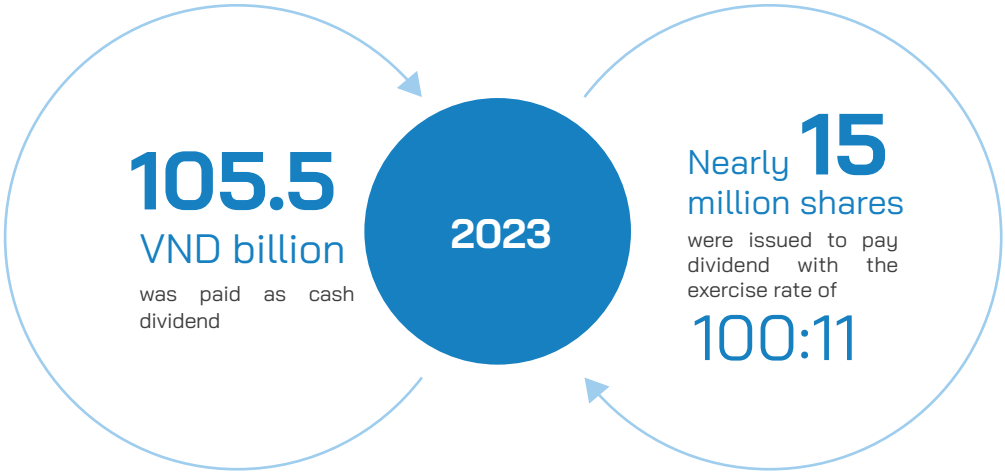 105.5
VND billion
was paid as cash
dividend
2023
Nearly 15
million shares
were issued to pay
dividend with the
exercise rate of
100:11